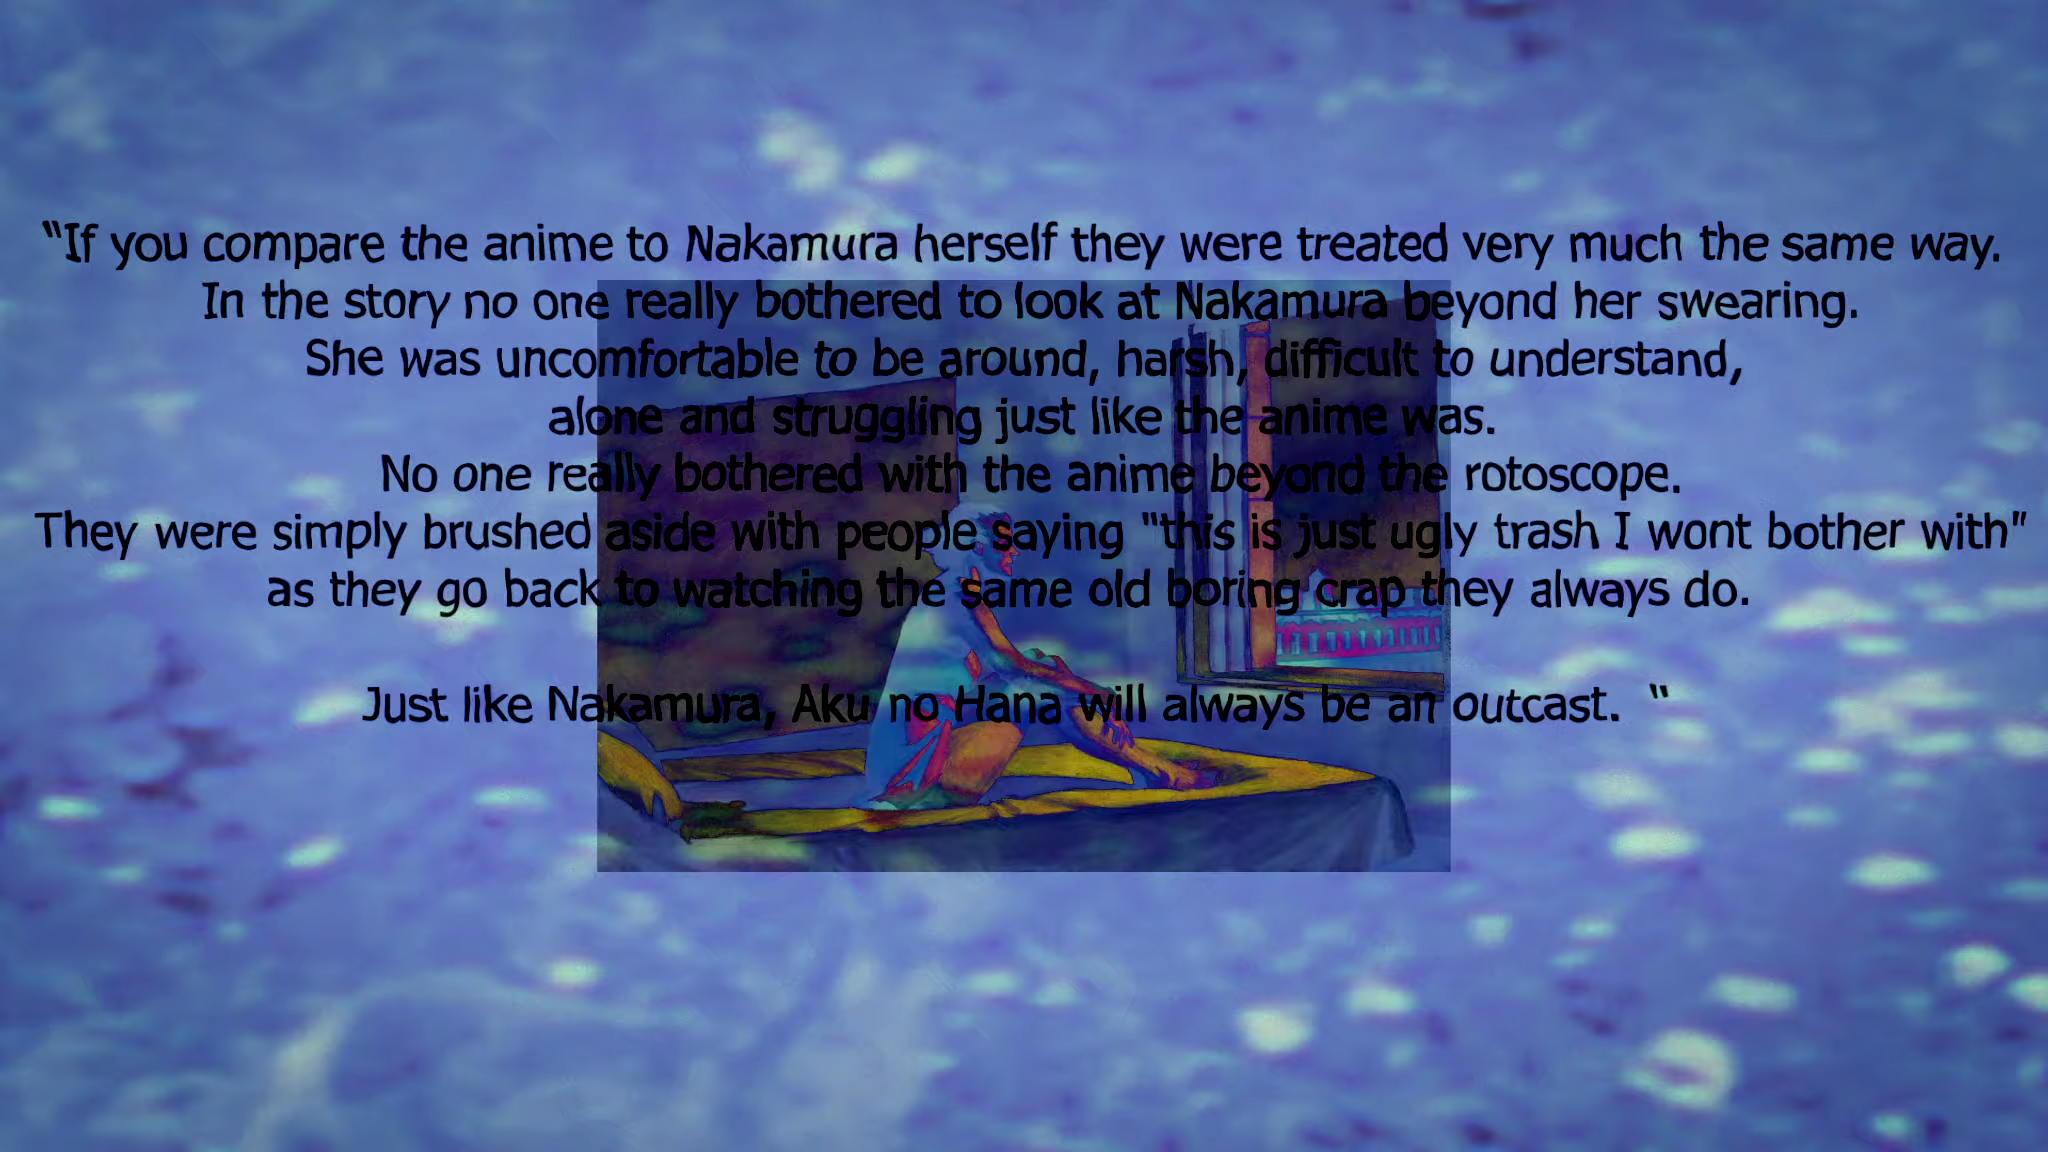 “If you compare the anime to Nakamura herself they were treated very much the same way.
In the story no one really bothered to look at Nakamura beyond her swearing.
She was uncomfortable to be around, harsh, difficult to understand,
alone and struggling just like the anime was.
No one really bothered with the anime beyond the rotoscope.
They were simply brushed aside with people saying "this is just ugly trash I wont bother with"
as they go back to watching the same old boring crap they always do.
Just like Nakamura, Aku no Hana will always be an outcast. “